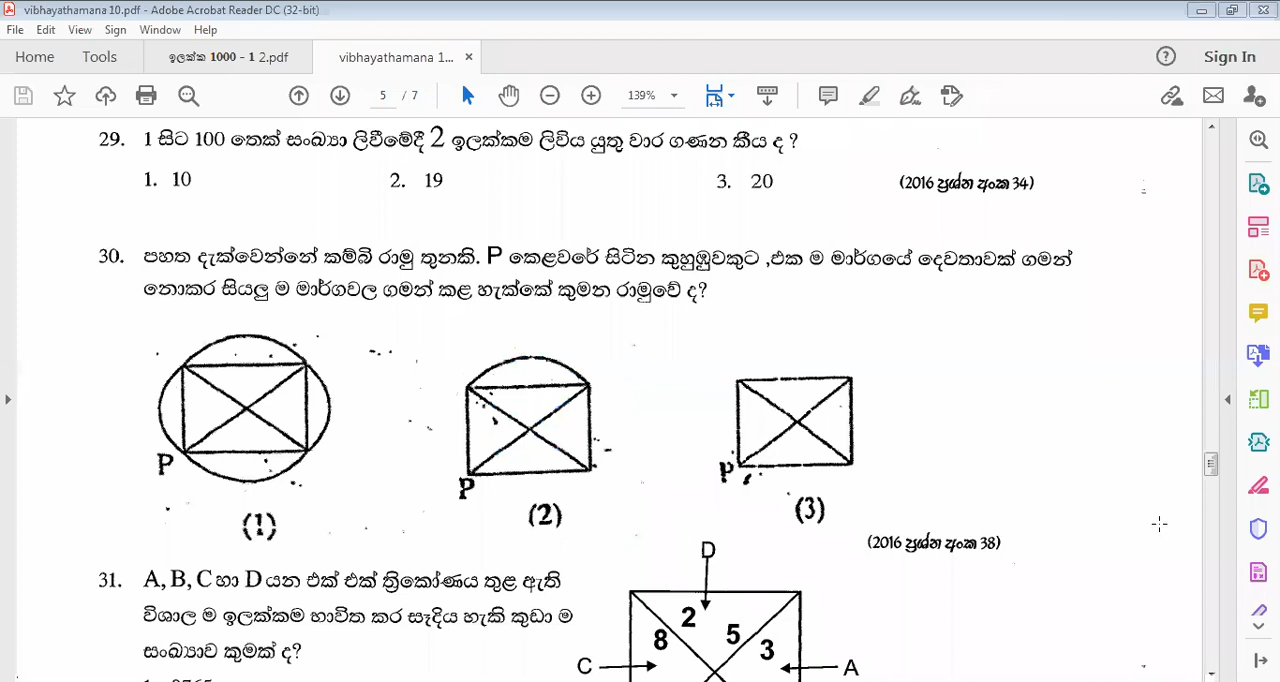 vibhayathamana 10.pdf - Adobe Acrobat Reader DC (32-bit)
File Edit View Sign Window Help
Home Tools ඉලක්ක 1000 - 1 2.pdf vibhayathamana 1... × ? Sign In
5 / 7 139%
29. 1 සිට 100 තෙක් සංඛ්‍යා ලිවීමේදී 2 ඉලක්කම ලිවිය යුතු වාර ගණන කීය ද ?
1. 10 2. 19 3. 20 (2016 ප්‍රශ්න අංක 34)
30. පහත දැක්වෙන්නේ කම්බි රාමු තුනකි. P කෙළවරේ සිටින කුහුඹුවකුට ,එක ම මාර්ගයේ දෙවතාවක් ගමන්
නොකර සියලු ම මාර්ගවල ගමන් කළ හැක්කේ කුමන රාමුවේ ද?
P P P
(1) (2) (3)
(2016 ප්‍රශ්න අංක 38)
31. A, B, C හා D යන එක් එක් ත්‍රිකෝණය තුළ ඇති
විශාල ම ඉලක්කම භාවිත කර සෑදිය හැකි කුඩා ම
සංඛ්‍යාව කුමක් ද?
D
2
8 5 3
C A